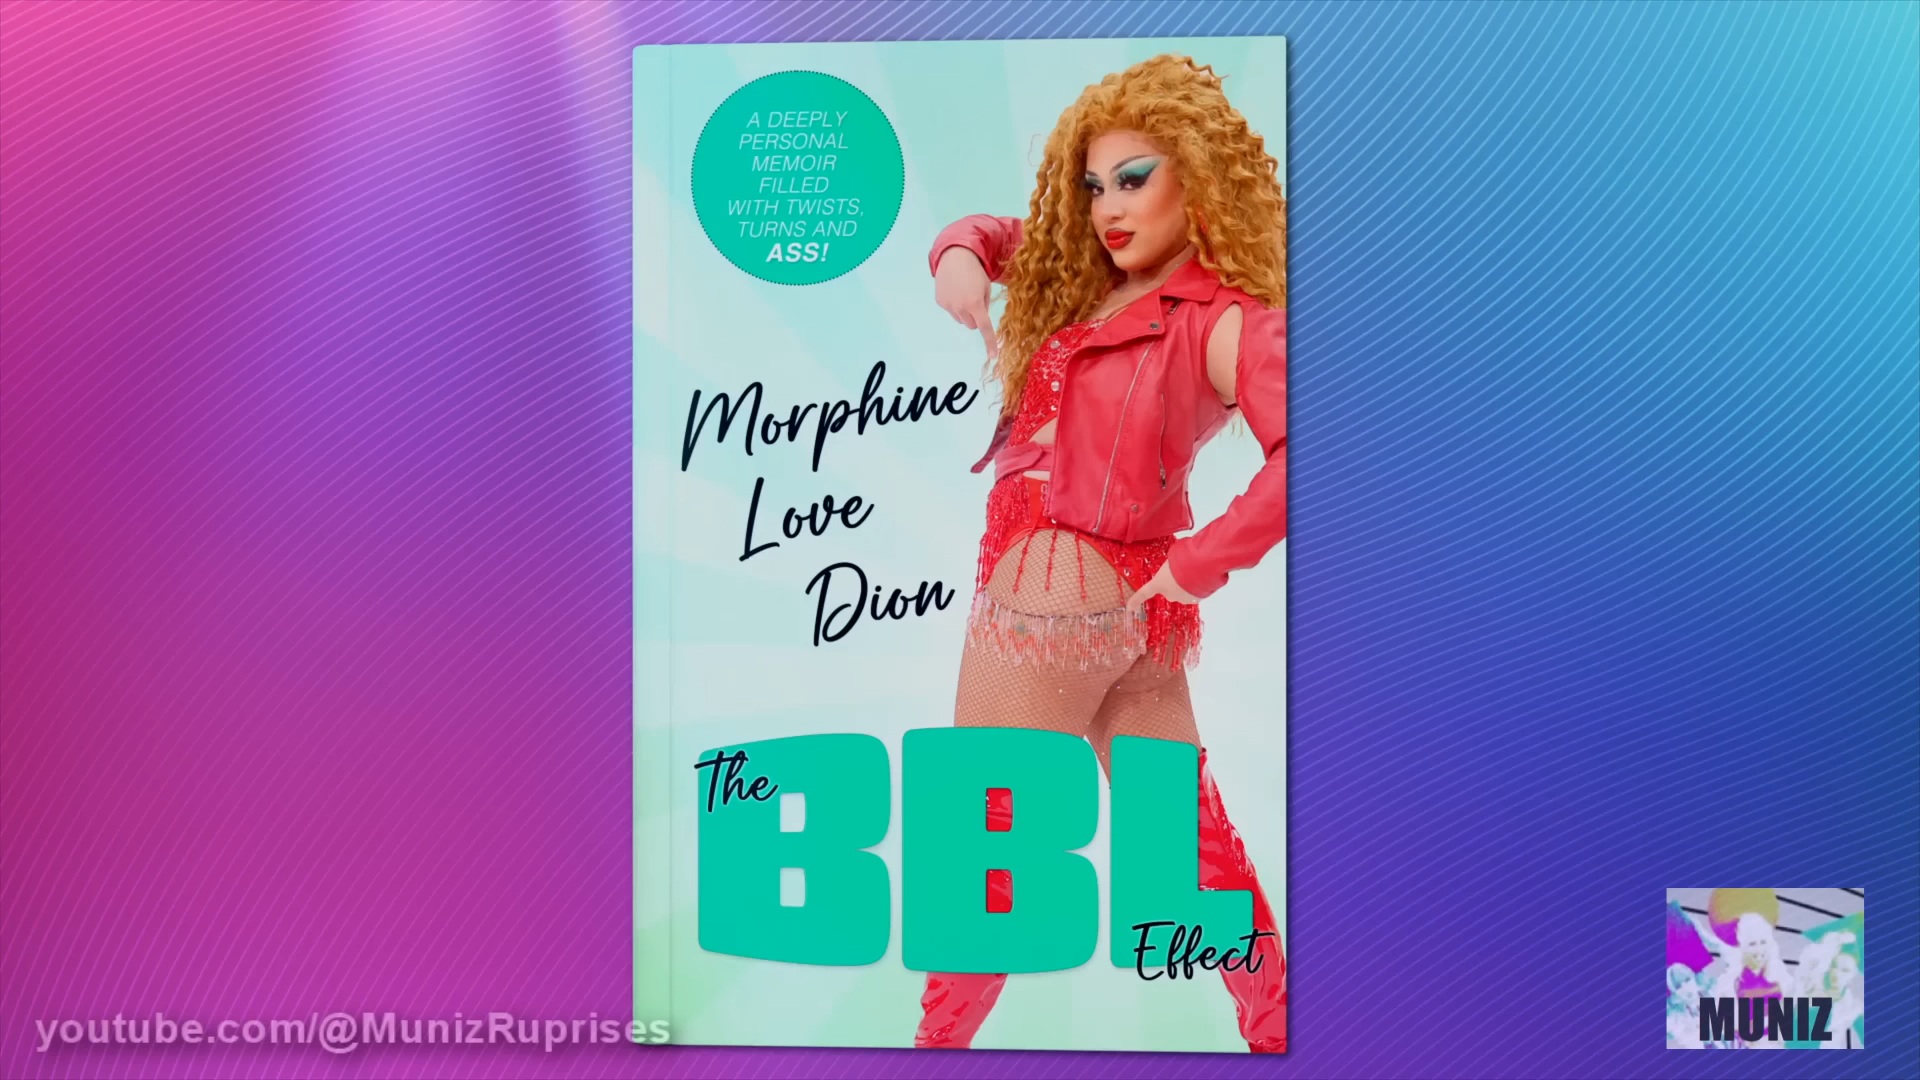 A DEEPLY
PERSONAL
MEMOIR
FILLED
WITH TWISTS,
TURNS AND
ASS!
Morphine
Love
Dion
The
BBL
Effect
youtube.com/@MunizRuprises
MUNIZ